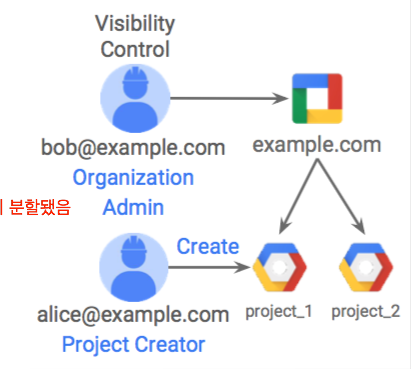 Visibility
Control
bob@example.com
example.com
Organization
분할됐음
Admin
Create
alice@example.com
project_1
project_2
Project Creator